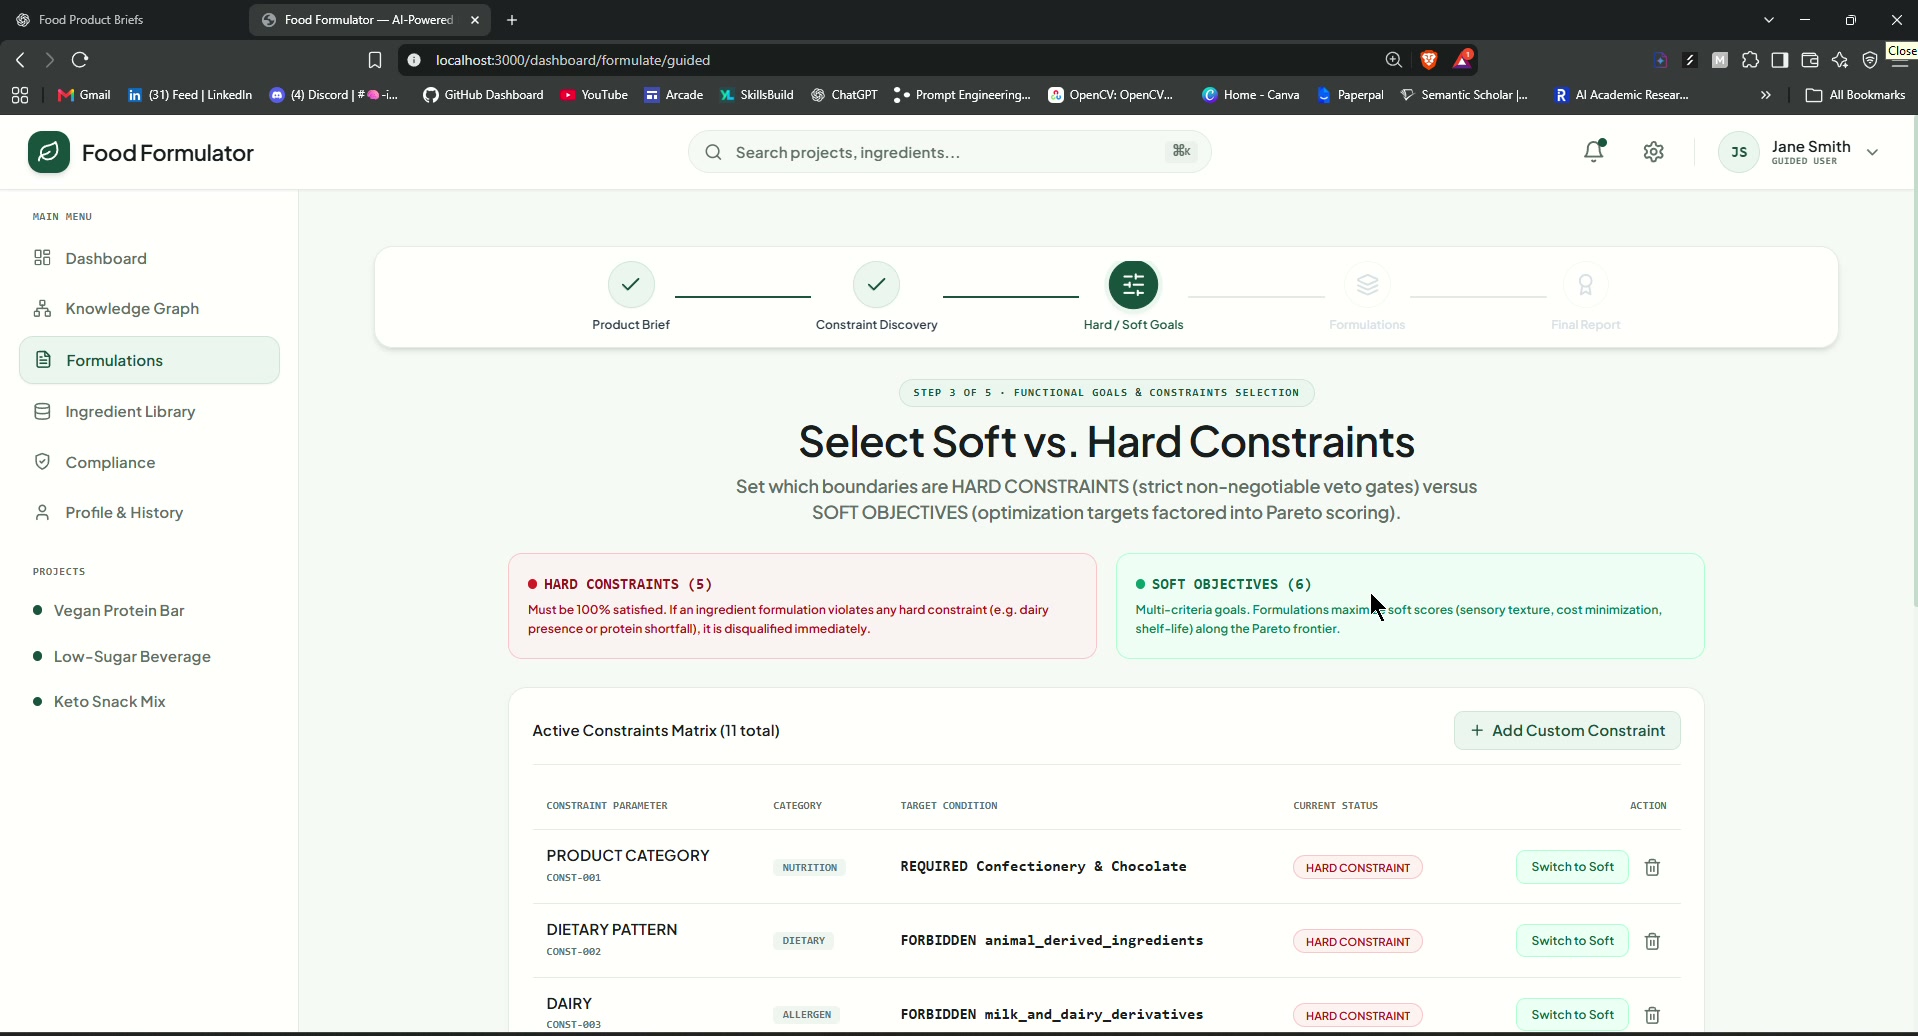 Food Product Briefs
Food Formulator — AI-Powered
Close
localhost:3000/dashboard/formulate/guided
1
Gmail
(31) Feed | LinkedIn
(4) Discord | #🧠-i...
GitHub Dashboard
YouTube
Arcade
SkillsBuild
ChatGPT
Prompt Engineering...
OpenCV: OpenCV...
Home - Canva
Paperpal
Semantic Scholar |...
AI Academic Resear...
All Bookmarks
Food Formulator
Search projects, ingredients...
⌘K
JS
Jane Smith
GUIDED USER
MAIN MENU
Dashboard
Knowledge Graph
Formulations
Ingredient Library
Compliance
Profile & History
PROJECTS
Vegan Protein Bar
Low-Sugar Beverage
Keto Snack Mix
Product Brief
Constraint Discovery
Hard / Soft Goals
Formulations
Final Report
STEP 3 OF 5 · FUNCTIONAL GOALS & CONSTRAINTS SELECTION
Select Soft vs. Hard Constraints
Set which boundaries are HARD CONSTRAINTS (strict non-negotiable veto gates) versus
SOFT OBJECTIVES (optimization targets factored into Pareto scoring).
HARD CONSTRAINTS (5)
Must be 100% satisfied. If an ingredient formulation violates any hard constraint (e.g. dairy
presence or protein shortfall), it is disqualified immediately.
SOFT OBJECTIVES (6)
Multi-criteria goals. Formulations maximize soft scores (sensory texture, cost minimization,
shelf-life) along the Pareto frontier.
Active Constraints Matrix (11 total)
+ Add Custom Constraint
CONSTRAINT PARAMETER CATEGORY TARGET CONDITION CURRENT STATUS ACTION
PRODUCT CATEGORY
CONST-001
NUTRITION
REQUIRED Confectionery & Chocolate
HARD CONSTRAINT
Switch to Soft
DIETARY PATTERN
CONST-002
DIETARY
FORBIDDEN animal_derived_ingredients
HARD CONSTRAINT
Switch to Soft
DAIRY
CONST-003
ALLERGEN
FORBIDDEN milk_and_dairy_derivatives
HARD CONSTRAINT
Switch to Soft